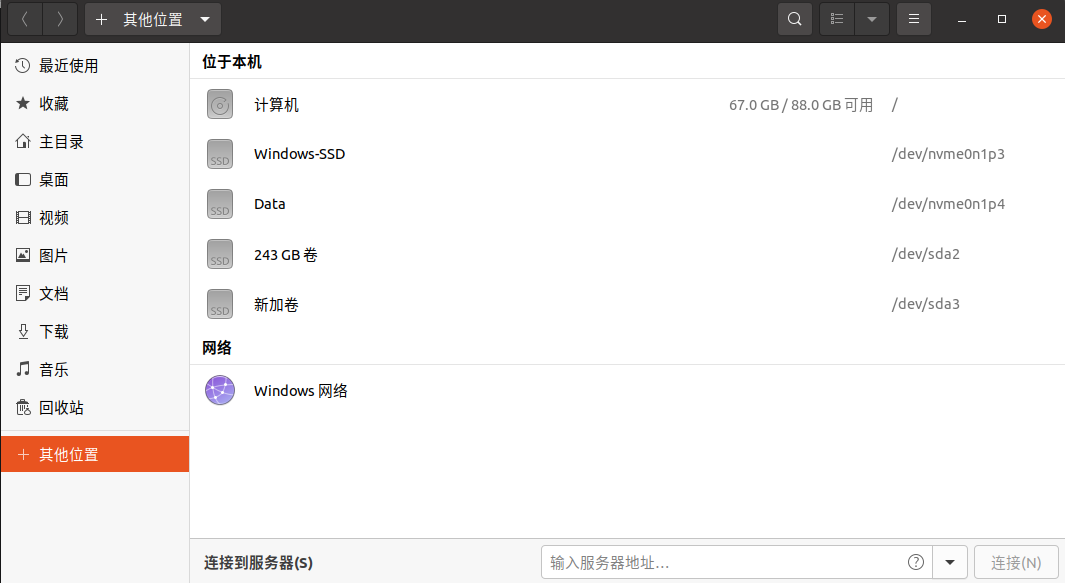 其他位置
最近使用
收藏
主目录
桌面
视频
图片
文档
下载
音乐
回收站
其他位置
位于本机
计算机 67.0 GB / 88.0 GB 可用 /
SSD Windows-SSD /dev/nvme0n1p3
SSD Data /dev/nvme0n1p4
SSD 243 GB 卷 /dev/sda2
SSD 新加卷 /dev/sda3
网络
Windows 网络
连接到服务器(S) 输入服务器地址… ? 连接(N)